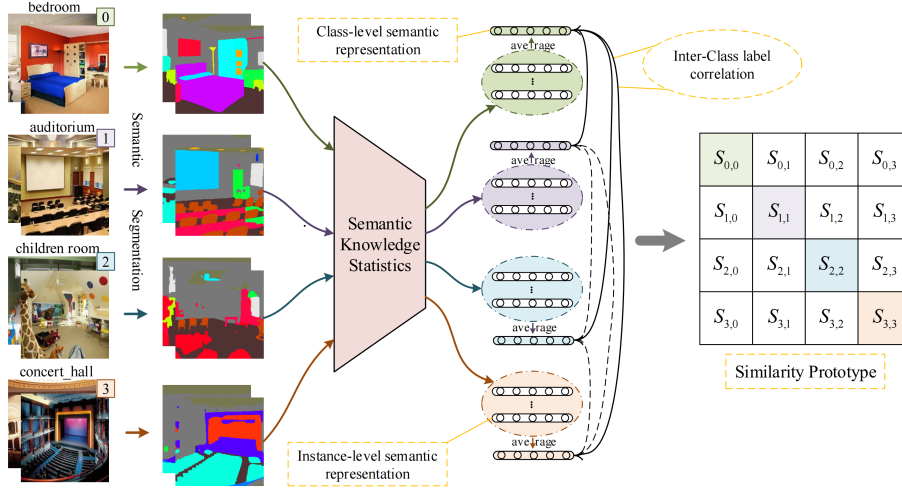 bedroom
0
auditorium
1
children room
2
concert_hall
3
Semantic
Segmentation
Semantic
Knowledge
Statistics
Class-level semantic
representation
average
average
average
average
Instance-level semantic
representation
Inter-Class label
correlation
S0,0 S0,1 S0,2 S0,3
S1,0 S1,1 S1,2 S1,3
S2,0 S2,1 S2,2 S2,3
S3,0 S3,1 S3,2 S3,3
Similarity Prototype